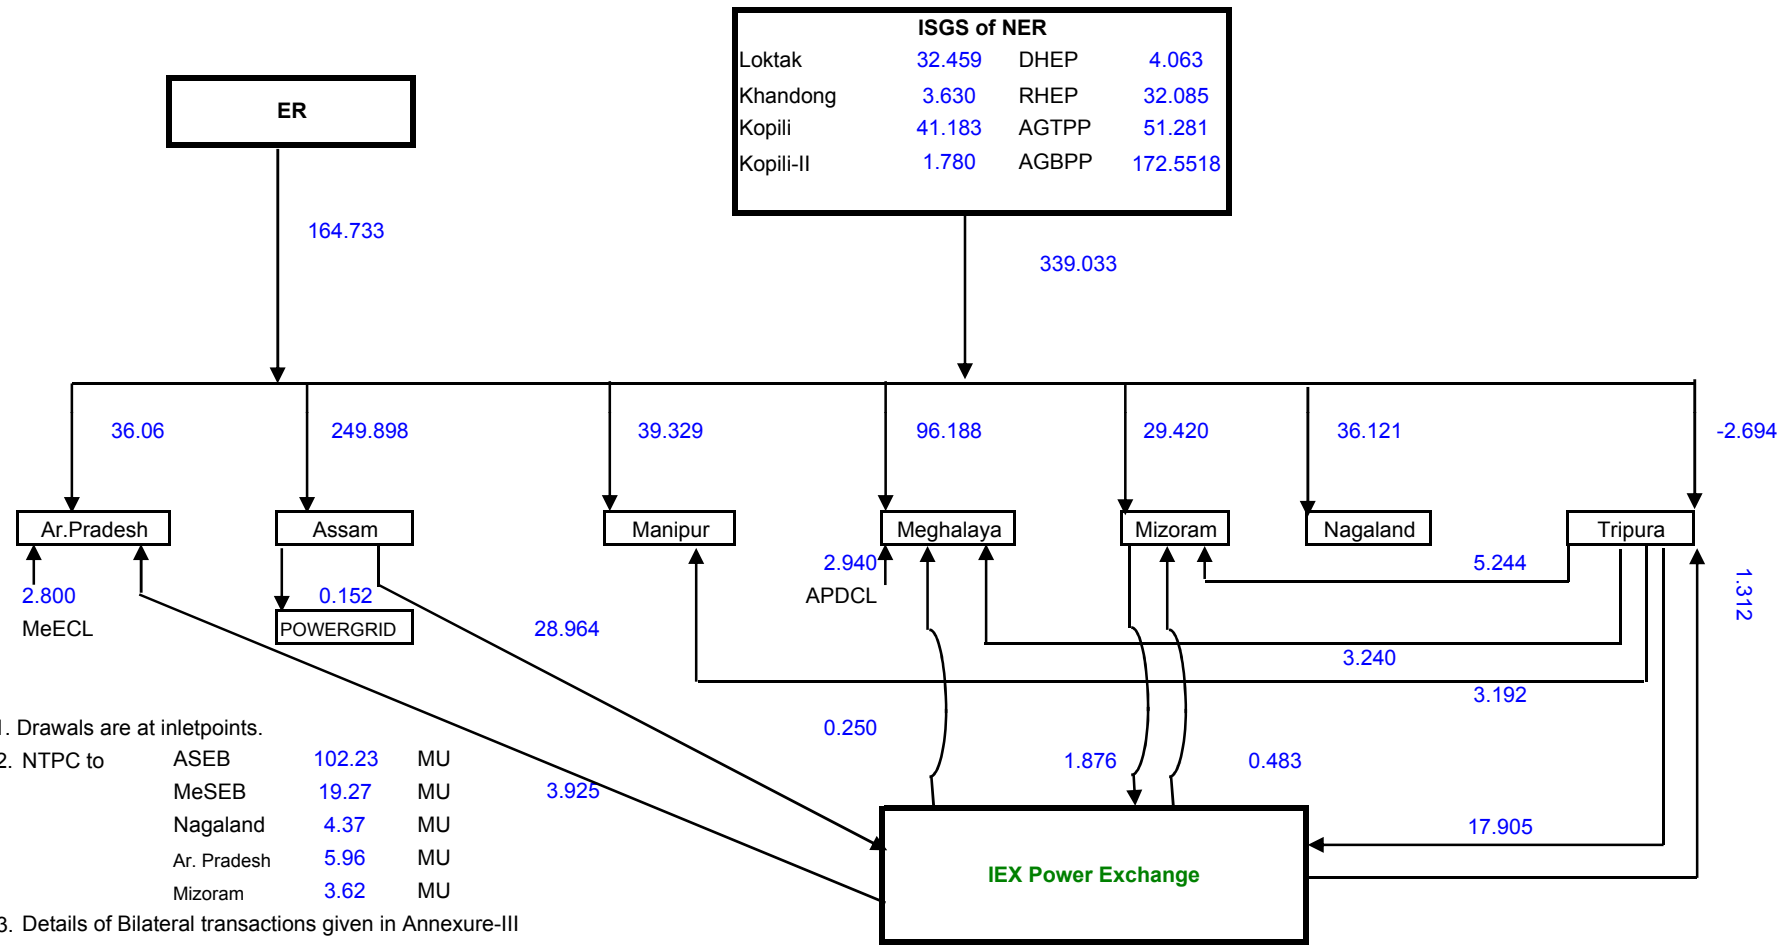 ISGS of NER
Loktak 32.459 DHEP 4.063
Khandong 3.630 RHEP 32.085
Kopili 41.183 AGTPP 51.281
Kopili-II 1.780 AGBPP 172.5518
ER
164.733
339.033
36.06 249.898 39.329 96.188 29.420 36.121 -2.694
Ar.Pradesh Assam Manipur Meghalaya Mizoram Nagaland Tripura
2.940 5.244
2.800 0.152 APDCL 1.312
MeECL POWERGRID 28.964
3.240
3.192
1. Drawals are at inletpoints. 0.250
2. NTPC to ASEB 102.23 MU 1.876 0.483
MeSEB 19.27 MU 3.925
Nagaland 4.37 MU 17.905
Ar. Pradesh 5.96 MU
IEX Power Exchange
Mizoram 3.62 MU
3. Details of Bilateral transactions given in Annexure-III